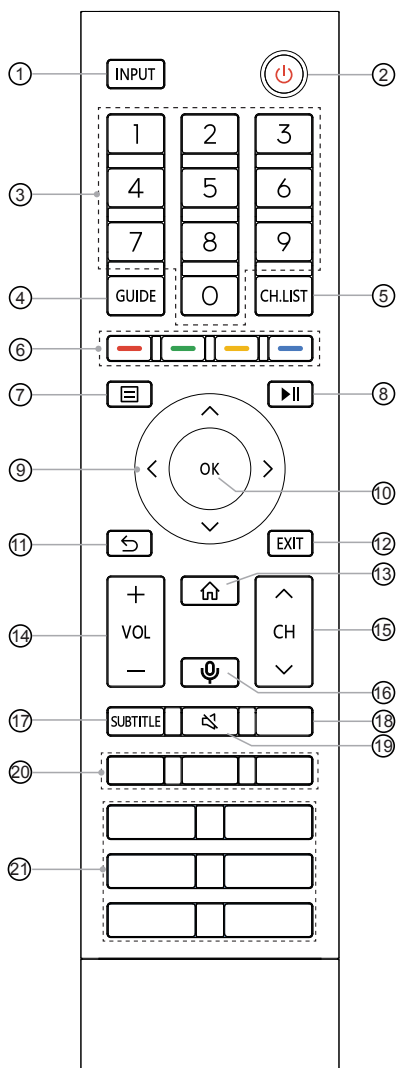 ① INPUT ②
1 2 3
③ 4 5 6
7 8 9
④ GUIDE 0 CH.LIST ⑤
⑥
⑦ ⑧
⑨ OK
⑩
⑪ EXIT ⑫
⑬
+
⑭ VOL CH ⑮
—
⑯
⑰ SUBTITLE ⑱
⑲
⑳
㉑